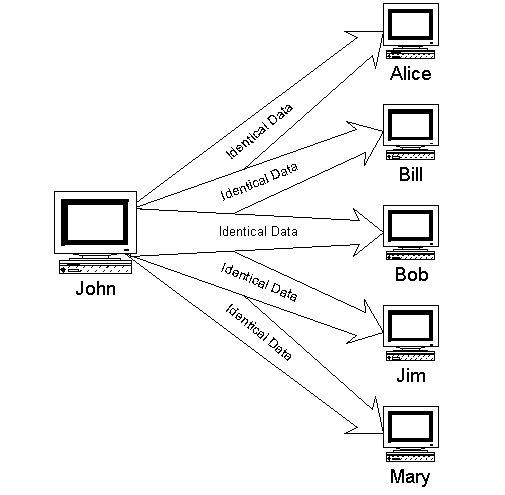 Alice
Identical Data
Bill
Identical Data
Identical Data
Bob
John
Identical Data
Identical Data
Jim
Mary